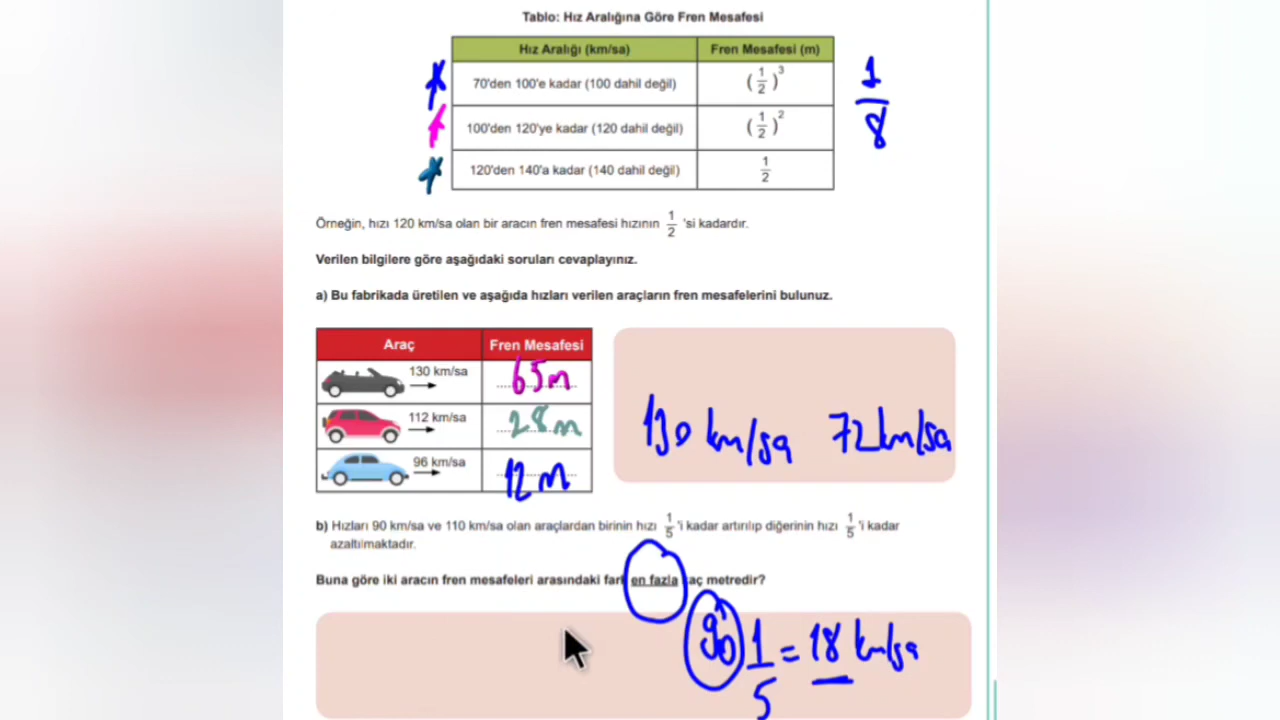 Tablo: Hız Aralığına Göre Fren Mesafesi
Hız Aralığı (km/sa) Fren Mesafesi (m)
70'den 100'e kadar (100 dahil değil) (1/2)³ 1/8
100'den 120'ye kadar (120 dahil değil) (1/2)²
120'den 140'a kadar (140 dahil değil) 1/2
Örneğin, hızı 120 km/sa olan bir aracın fren mesafesi hızının 1/2 'si kadardır.
Verilen bilgilere göre aşağıdaki soruları cevaplayınız.
a) Bu fabrikada üretilen ve aşağıda hızları verilen araçların fren mesafelerini bulunuz.
Araç Fren Mesafesi
130 km/sa 65m
112 km/sa 28m
96 km/sa 12m
130 km/sa 72km/sa
b) Hızları 90 km/sa ve 110 km/sa olan araçlardan birinin hızı 1/5 'i kadar artırılıp diğerinin hızı 1/5 'i kadar
azaltılmaktadır.
Buna göre iki aracın fren mesafeleri arasındaki fark en fazla kaç metredir?
90 1/5 = 18 km/sa